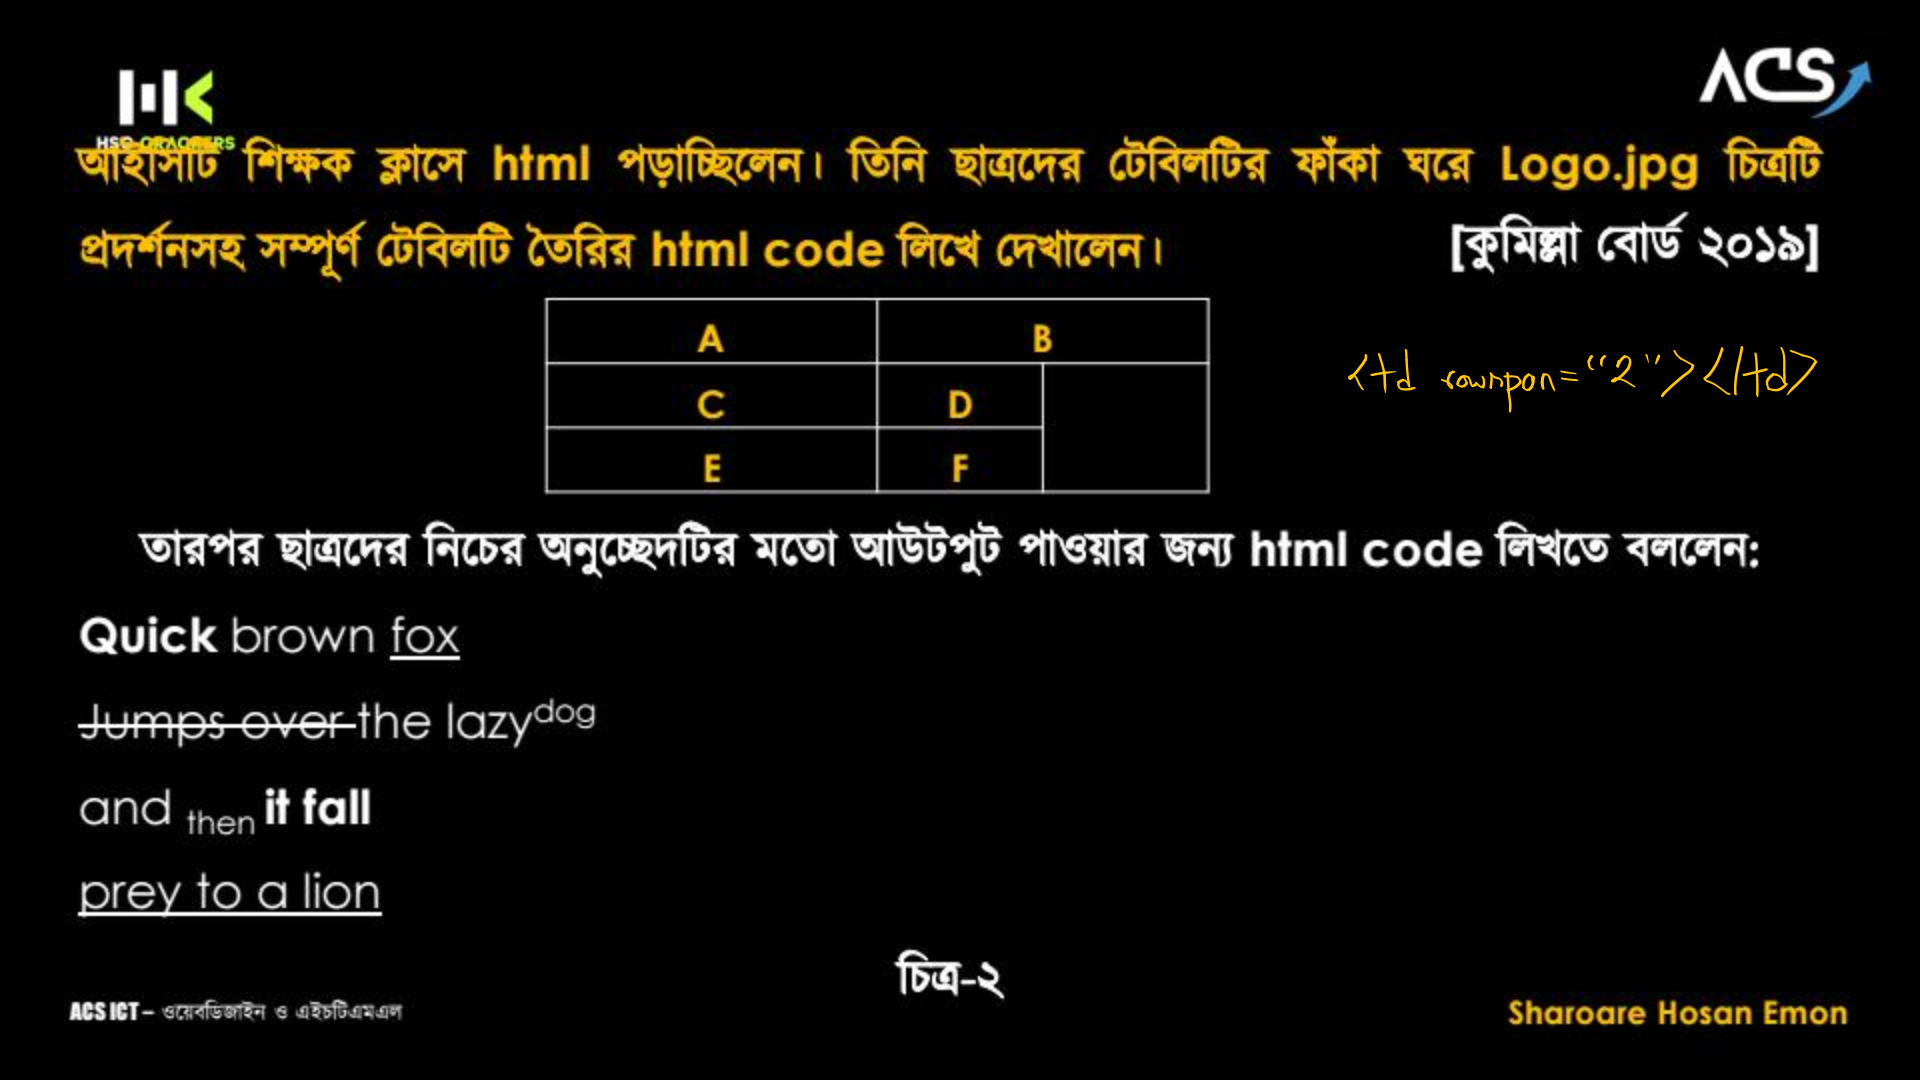 HSC CRACKERS
ACS
আইসিটি শিক্ষক ক্লাসে html পড়াচ্ছিলেন। তিনি ছাত্রদের টেবিলটির ফাঁকা ঘরে Logo.jpg চিত্রটি
প্রদর্শনসহ সম্পূর্ণ টেবিলটি তৈরির html code লিখে দেখালেন।
[কুমিল্লা বোর্ড ২০১৯]
A B
C D
E F
<td rowspan="2"></td>
তারপর ছাত্রদের নিচের অনুচ্ছেদটির মতো আউটপুট পাওয়ার জন্য html code লিখতে বললেন:
Quick brown fox
Jumps over the lazydog
and then it fall
prey to a lion
চিত্র-২
ACS ICT – ওয়েবডিজাইন ও এইচটিএমএল
Sharoare Hosan Emon